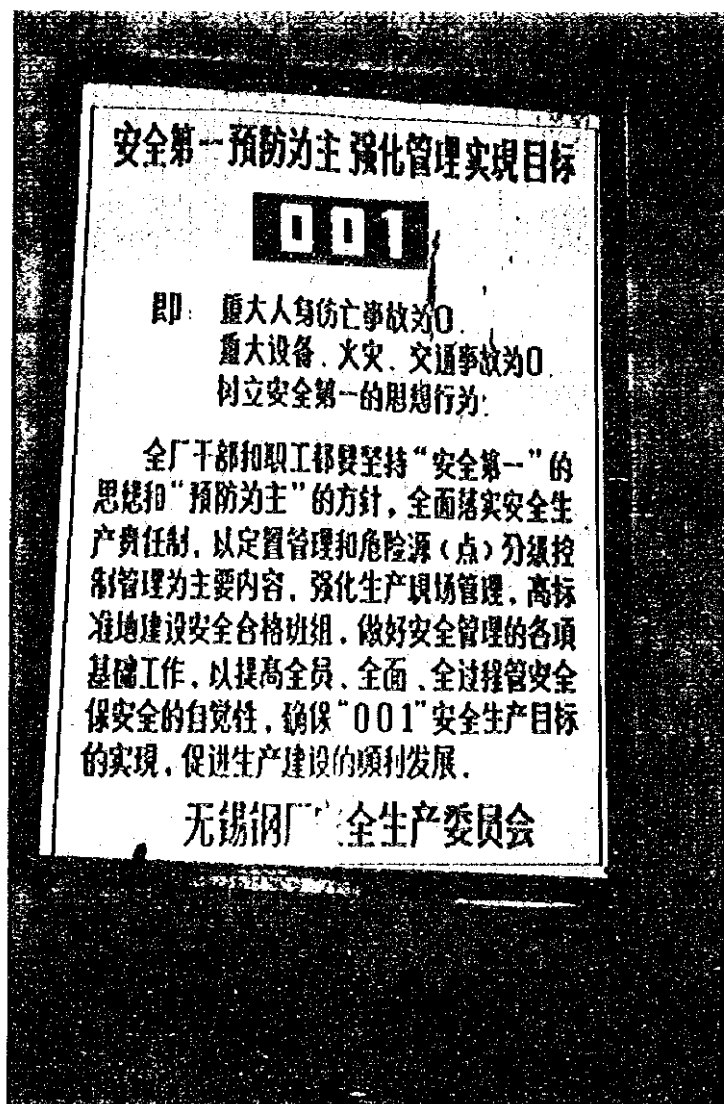 安全第一 预防为主 强化管理 实现目标
001
即: 重大人身伤亡事故为0.
重大设备、火灾、交通事故为0.
树立安全第一的思想行为;
全厂干部和职工都要坚持“安全第一”的
思想和“预防为主”的方针,全面落实安全生
产责任制,以定置管理和危险源(点)分级控
制管理为主要内容,强化生产现场管理,高标
准地建设安全合格班组,做好安全管理的各项
基础工作,以提高全员、全面、全过程管安全
保安全的自觉性,确保“001”安全生产目标
的实现,促进生产建设的顺利发展.
无锡钢厂 全生产委员会